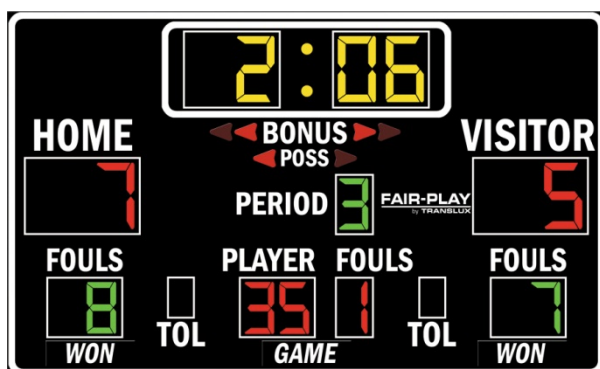 2:06
HOME BONUS VISITOR
POSS
7 PERIOD 3 FAIR-PLAY 5
by TRANSLUX
FOULS PLAYER FOULS FOULS
8 TOL 35 1 TOL 7
WON GAME WON